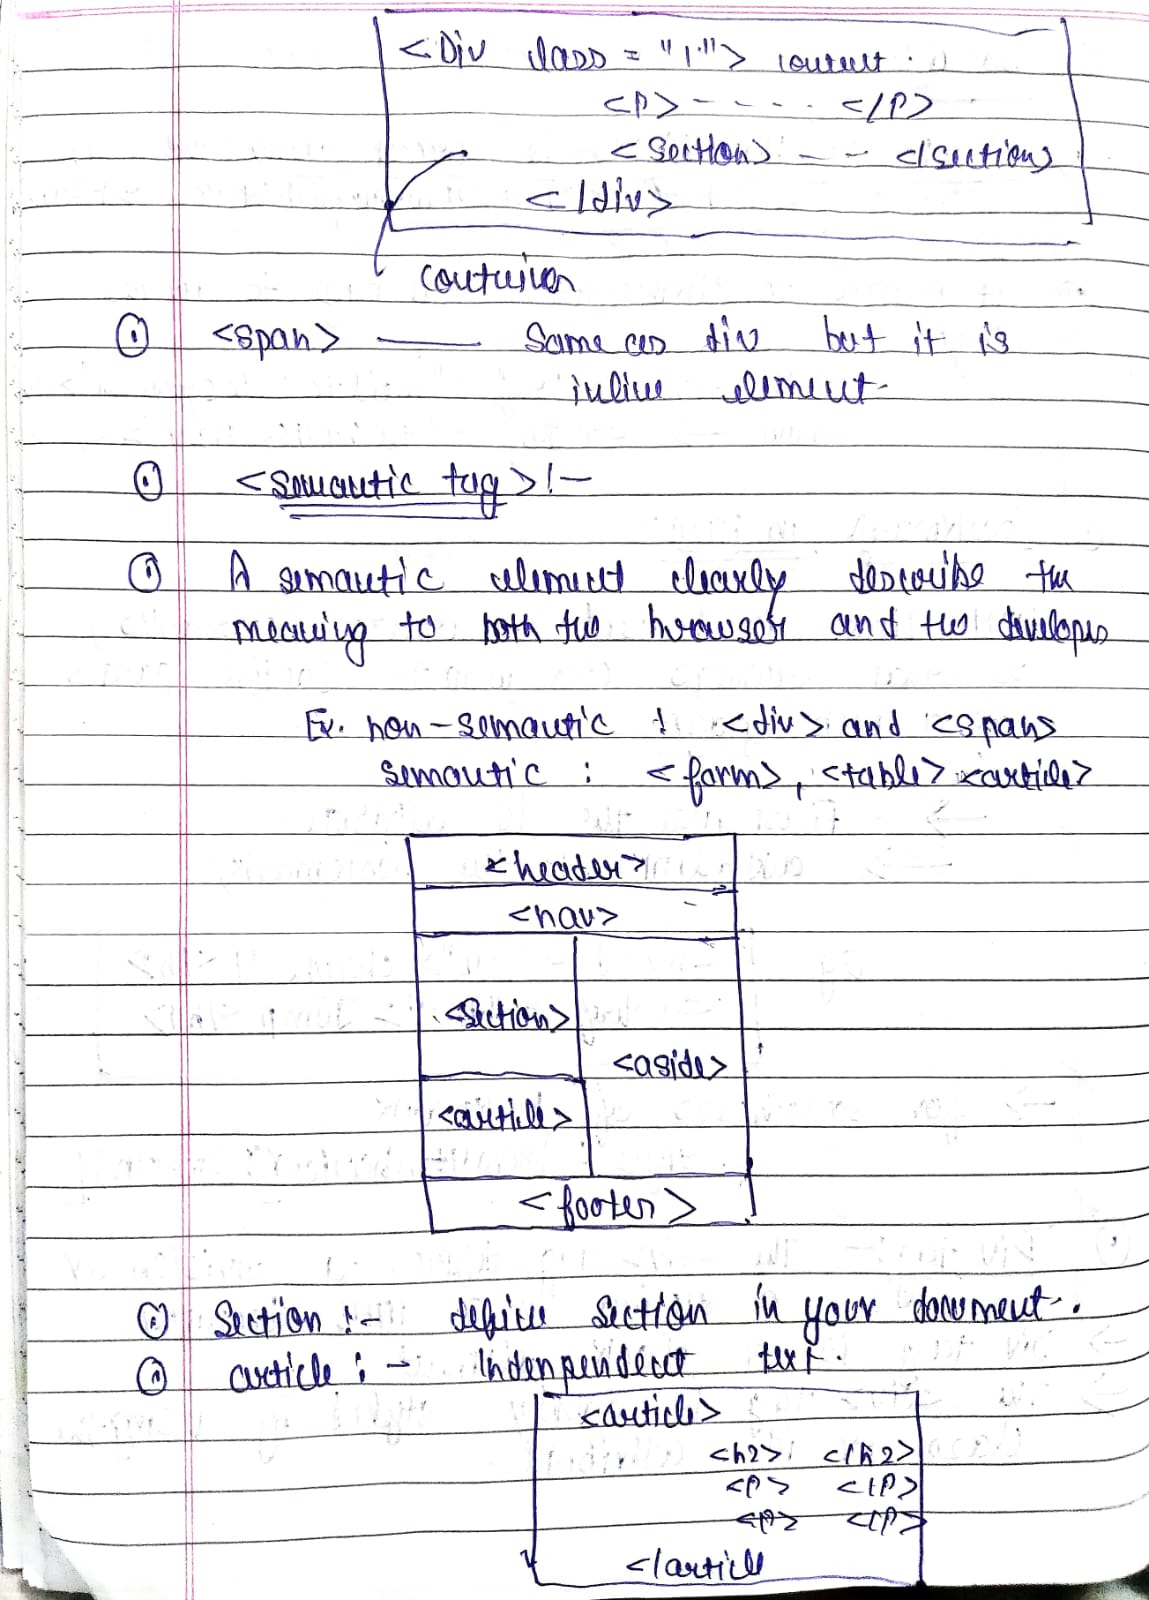 <Div class = "1"> content.
<P> - - - - . </P>
<section> - - </section>
</div>
container
<span> —— Same as div but it is
inline element-
<semantic tag> :-
A semantic element clearly describe the
meaning to both the browser and the developer
Ex. non-semantic : <div> and <span>
semantic : <form>, <table> <article>
<header>
<nav>
<section>
<aside>
<article>
<footer>
Section :- define section in your document.
article :- Indenpendent text.
<article>
<h2> </h2>
<P> </P>
<P> </P>
</article